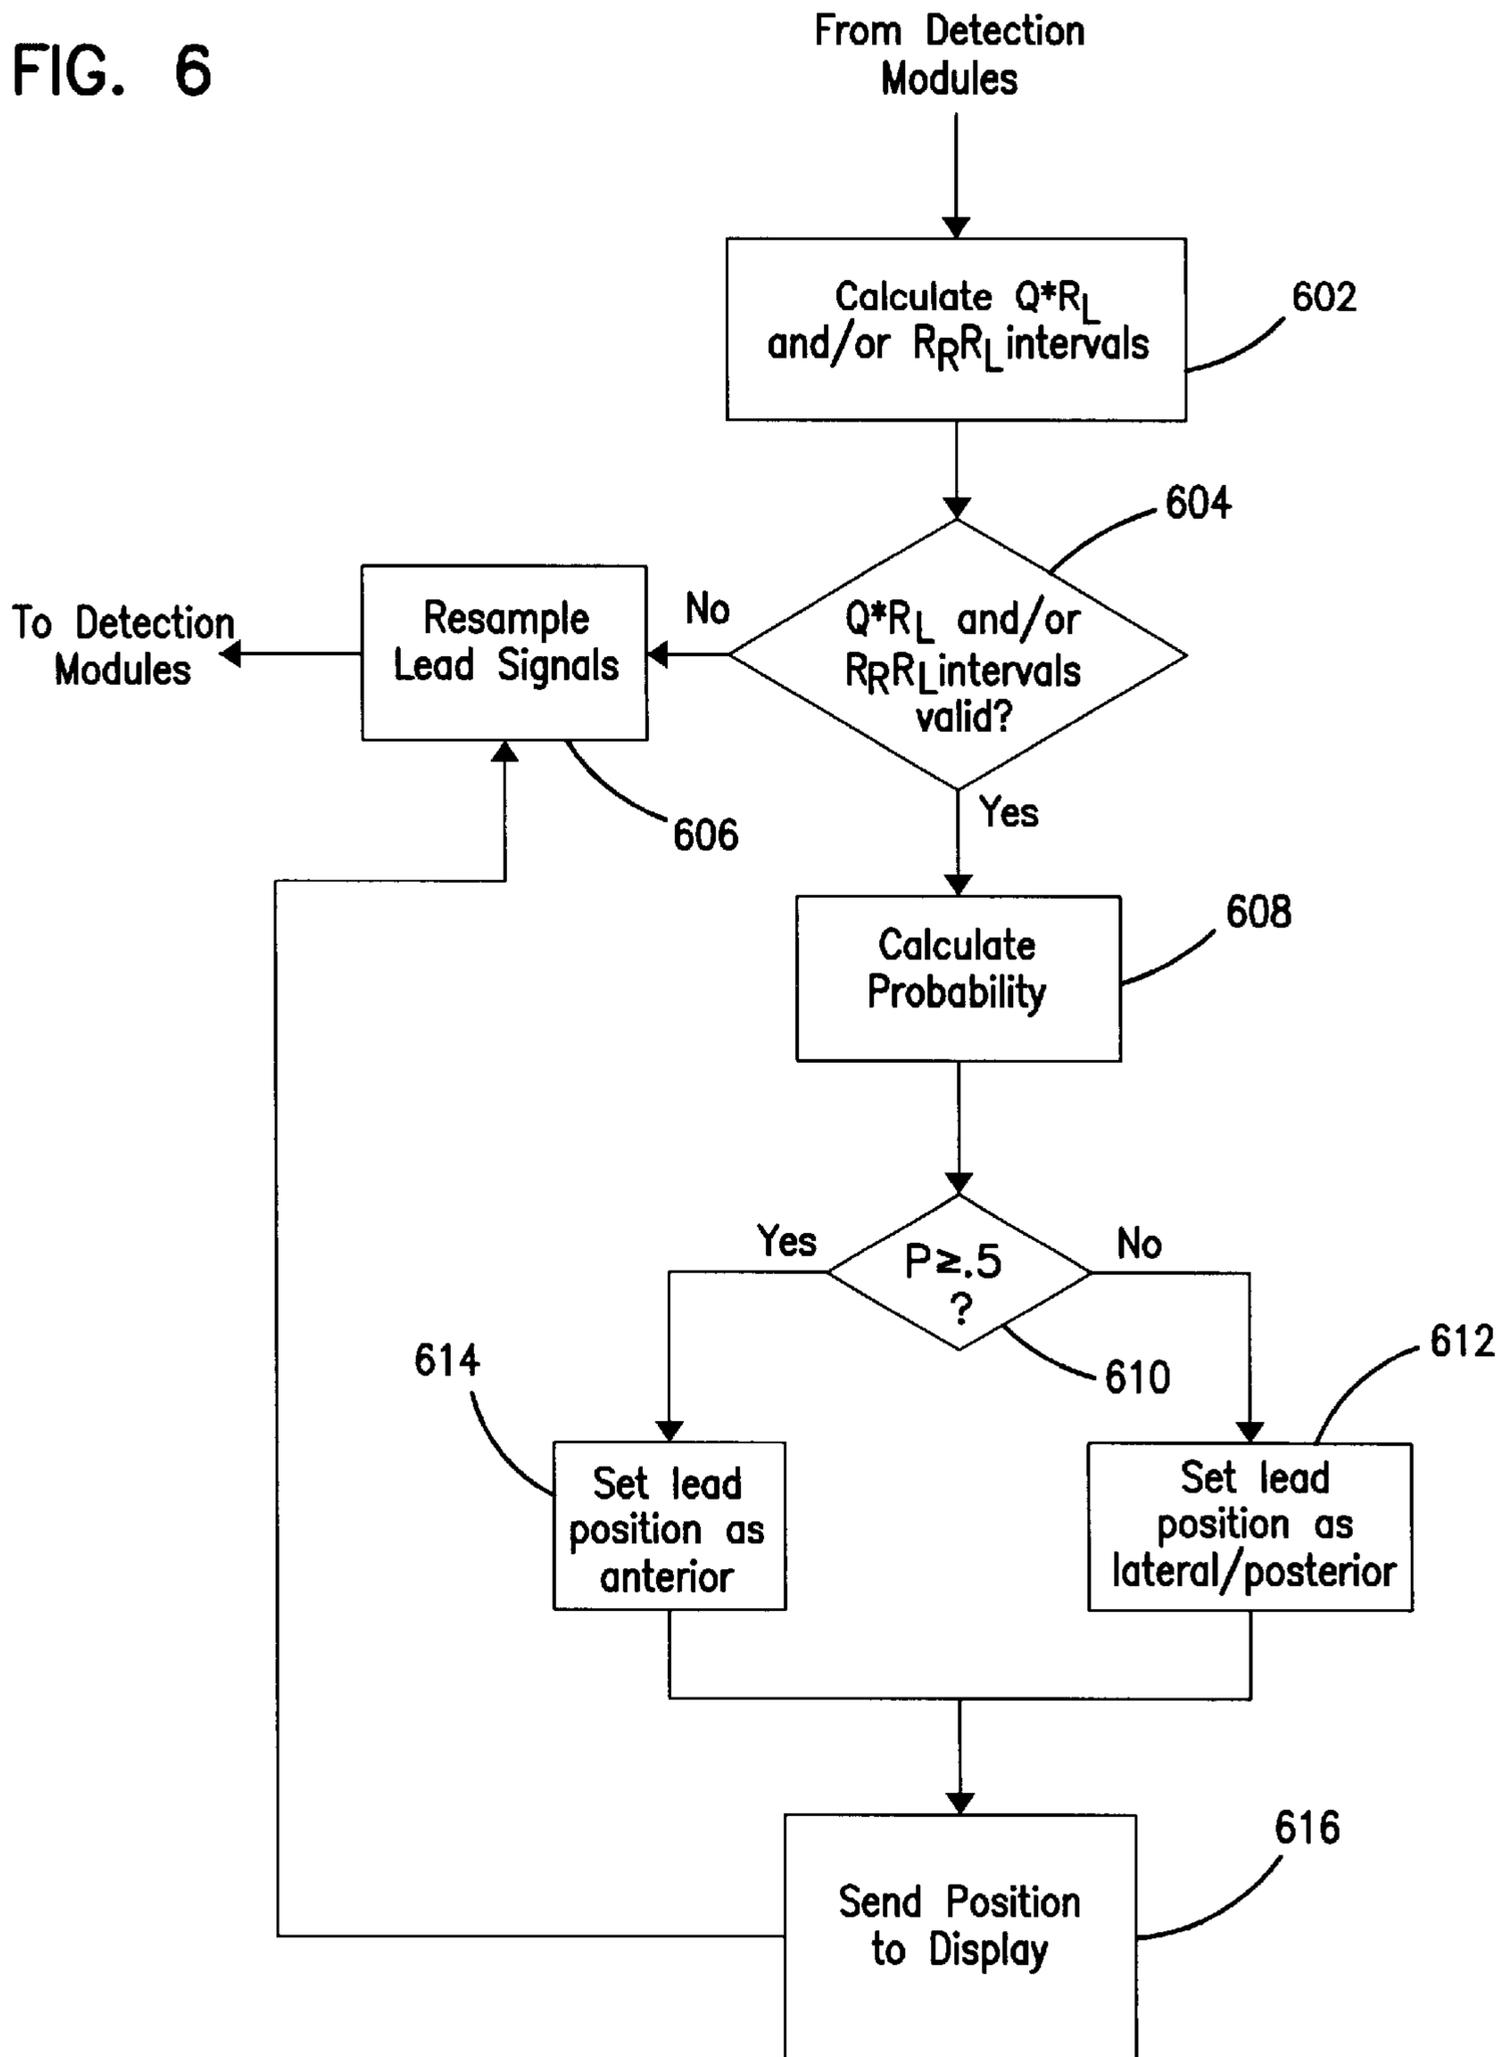 FIG. 6
From Detection
Modules
Calculate Q*RL
and/or RRRL intervals
602
604
Q*RL and/or
RRRL intervals
valid?
No
Resample
Lead Signals
To Detection
Modules
606
Yes
608
Calculate
Probability
Yes
P≥.5
?
No
610
614
612
Set lead
position as
anterior
Set lead
position as
lateral/posterior
616
Send Position
to Display